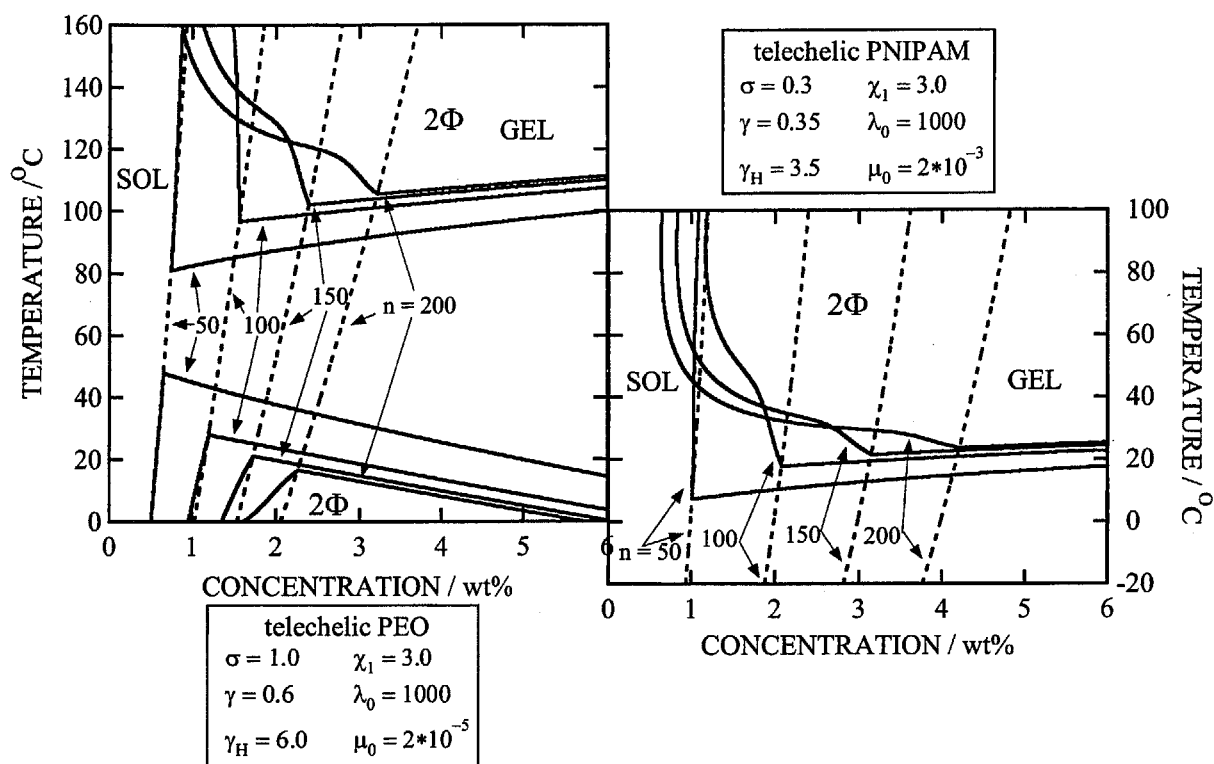 160
140
120
100
80
60
40
20
0
TEMPERATURE /°C
SOL
2Φ
GEL
50
100
150
n = 200
2Φ
0
1
2
3
4
5
6
CONCENTRATION / wt%
telechelic PEO
σ = 1.0 χ₁ = 3.0
γ = 0.6 λ₀ = 1000
γ_H = 6.0 μ₀ = 2*10⁻⁵
telechelic PNIPAM
σ = 0.3 χ₁ = 3.0
γ = 0.35 λ₀ = 1000
γ_H = 3.5 μ₀ = 2*10⁻³
100
80
60
40
20
0
-20
TEMPERATURE / °C
SOL
2Φ
GEL
n = 50
100
150
200
1
2
3
4
5
6
CONCENTRATION / wt%